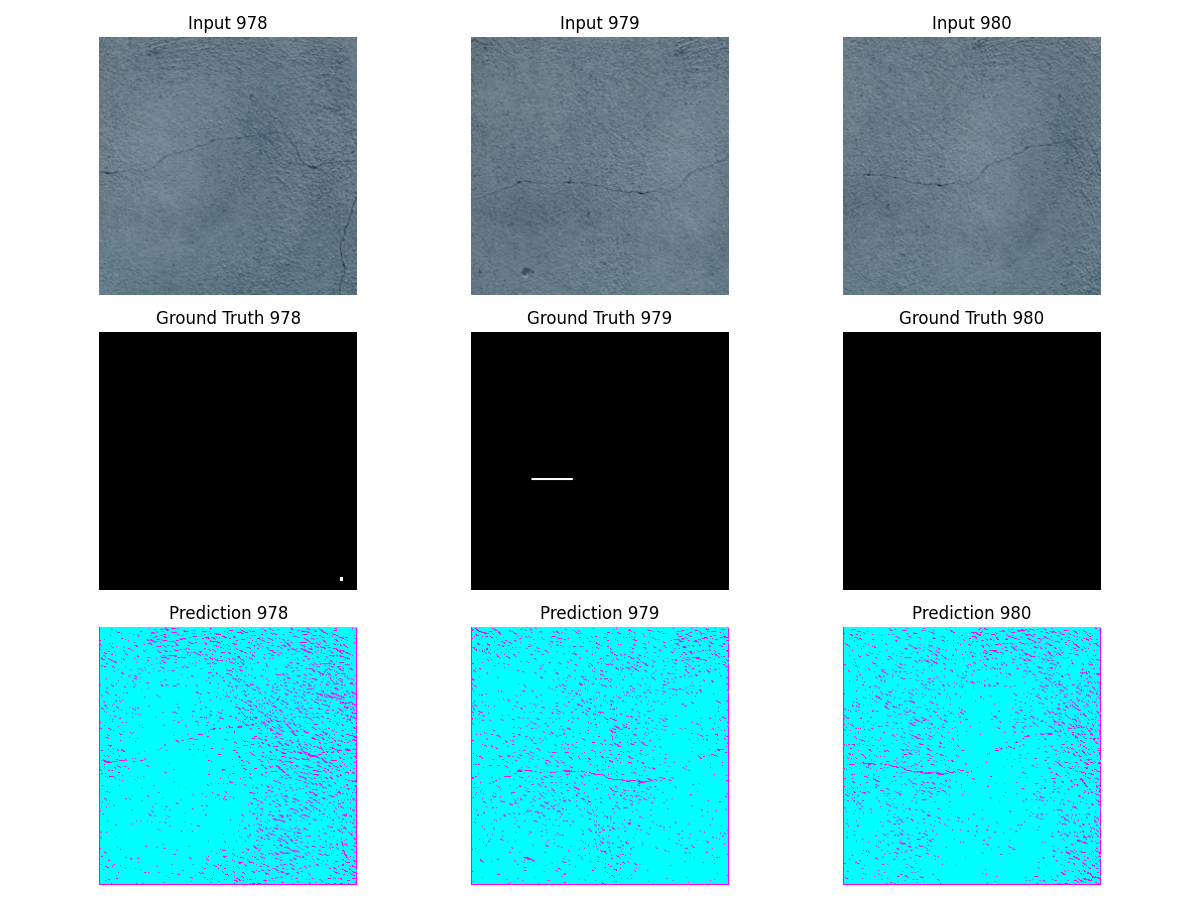 Input 978
Input 979
Input 980
Ground Truth 978
Ground Truth 979
Ground Truth 980
Prediction 978
Prediction 979
Prediction 980